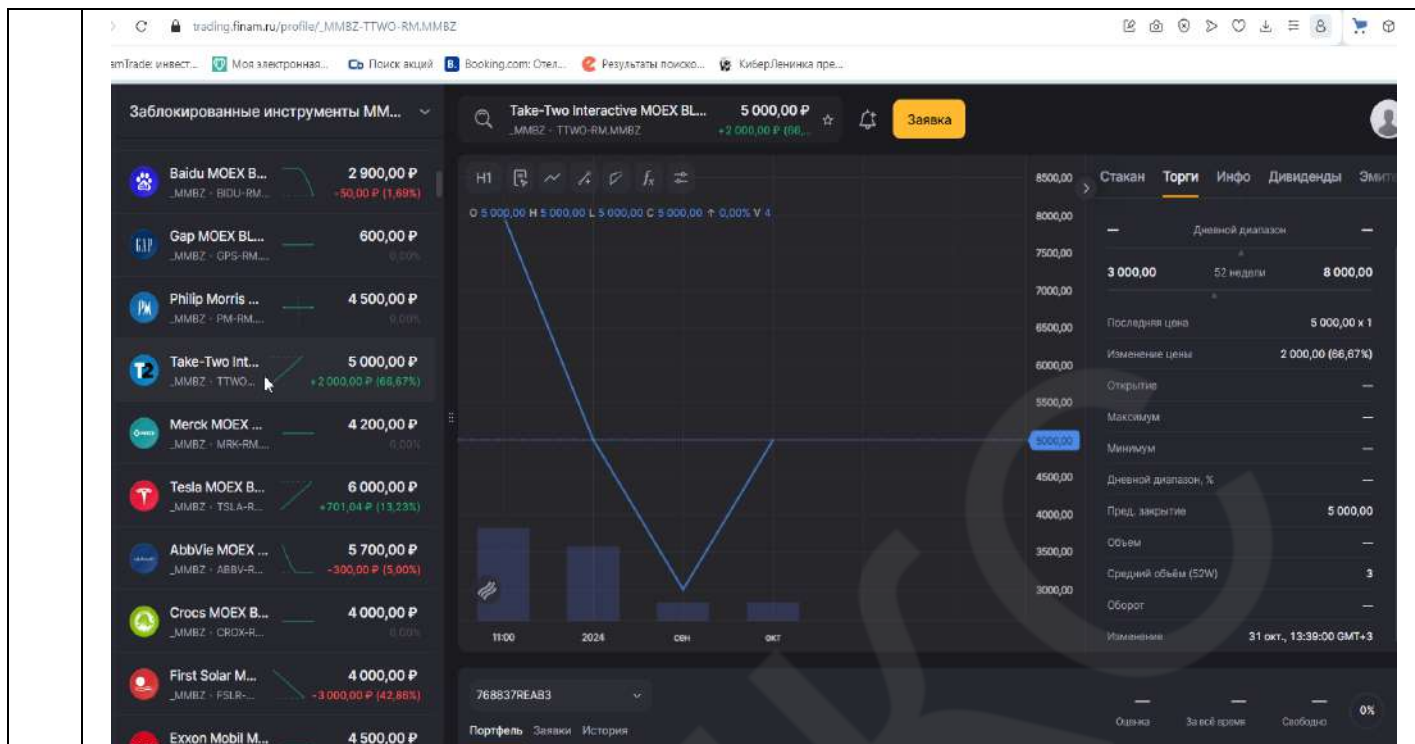 trading.finam.ru/profile/_MMBZ-TTWO-RM.MMBZ
amTrade: инвест... Моя электронная... Сb Поиск акций B. Booking.com: Отел... Результаты поиско... КиберЛенинка пре...
Заблокированные инструменты ММ...
Take-Two Interactive MOEX BL... 5 000,00 ₽
_MMBZ - TTWO-RM.MMBZ +2 000,00 ₽ (66,...
Заявка
Baidu MOEX B... 2 900,00 ₽
_MMBZ - BIDU-RM... -50,00 ₽ (1,69%)
GAP Gap MOEX BL... 600,00 ₽
_MMBZ - GPS-RM.... 0,00%
PM Philip Morris ... 4 500,00 ₽
_MMBZ - PM-RM.... 0,00%
T2 Take-Two Int... 5 000,00 ₽
_MMBZ - TTWO... +2 000,00 ₽ (66,67%)
Merck MOEX ... 4 200,00 ₽
_MMBZ - MRK-RM.... 0,00%
Tesla MOEX B... 6 000,00 ₽
_MMBZ - TSLA-R... +701,04 ₽ (13,23%)
AbbVie MOEX ... 5 700,00 ₽
_MMBZ - ABBV-R... -300,00 ₽ (5,00%)
Crocs MOEX B... 4 000,00 ₽
_MMBZ - CROX-R... 0,00%
First Solar M... 4 000,00 ₽
_MMBZ - FSLR-... -3 000,00 ₽ (42,86%)
Exxon Mobil M... 4 500,00 ₽
H1 fx
O 5 000,00 H 5 000,00 L 5 000,00 C 5 000,00 ↑ 0,00% V 4
8500,00
8000,00
7500,00
7000,00
6500,00
6000,00
5500,00
5000,00
4500,00
4000,00
3500,00
3000,00
11:00 2024 сен окт
Стакан Торги Инфо Дивиденды Эмит
— Дневной диапазон —
3 000,00 52 недели 8 000,00
Последняя цена 5 000,00 x 1
Изменение цены 2 000,00 (66,67%)
Открытие —
Максимум —
Минимум —
Дневной диапазон, % —
Пред. закрытие 5 000,00
Объем —
Средний объём (52W) 3
Оборот —
Изменение 31 окт., 13:39:00 GMT+3
768837REAB3
Портфель Заявки История
— — —
Оценка За всё время Свободно 0%